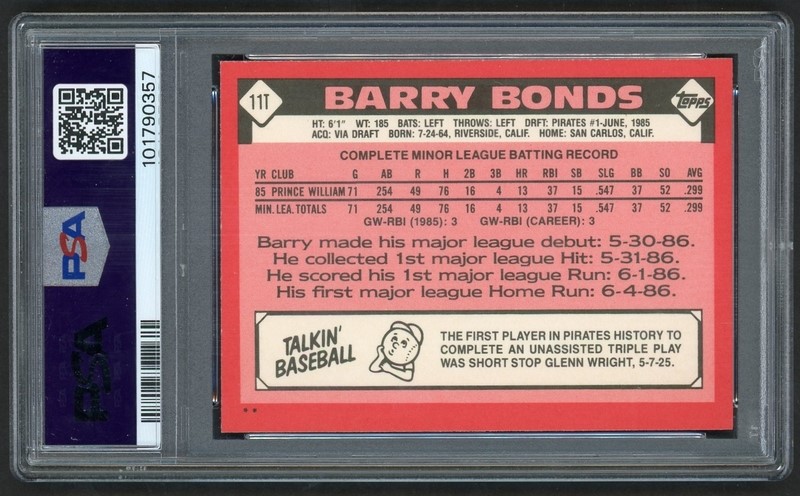 PSA
101790357
PSA
11T
BARRY BONDS
Topps
HT: 6'1" WT: 185 BATS: LEFT THROWS: LEFT DRFT: PIRATES #1-JUNE, 1985
ACQ: VIA DRAFT BORN: 7-24-64, RIVERSIDE, CALIF. HOME: SAN CARLOS, CALIF.
COMPLETE MINOR LEAGUE BATTING RECORD
YR CLUB G AB R H 2B 3B HR RBI SB SLG BB SO AVG
85 PRINCE WILLIAM 71 254 49 76 16 4 13 37 15 .547 37 52 .299
MIN. LEA. TOTALS 71 254 49 76 16 4 13 37 15 .547 37 52 .299
GW-RBI (1985): 3 GW-RBI (CAREER): 3
Barry made his major league debut: 5-30-86.
He collected 1st major league Hit: 5-31-86.
He scored his 1st major league Run: 6-1-86.
His first major league Home Run: 6-4-86.
TALKIN'
BASEBALL
THE FIRST PLAYER IN PIRATES HISTORY TO
COMPLETE AN UNASSISTED TRIPLE PLAY
WAS SHORT STOP GLENN WRIGHT, 5-7-25.
**